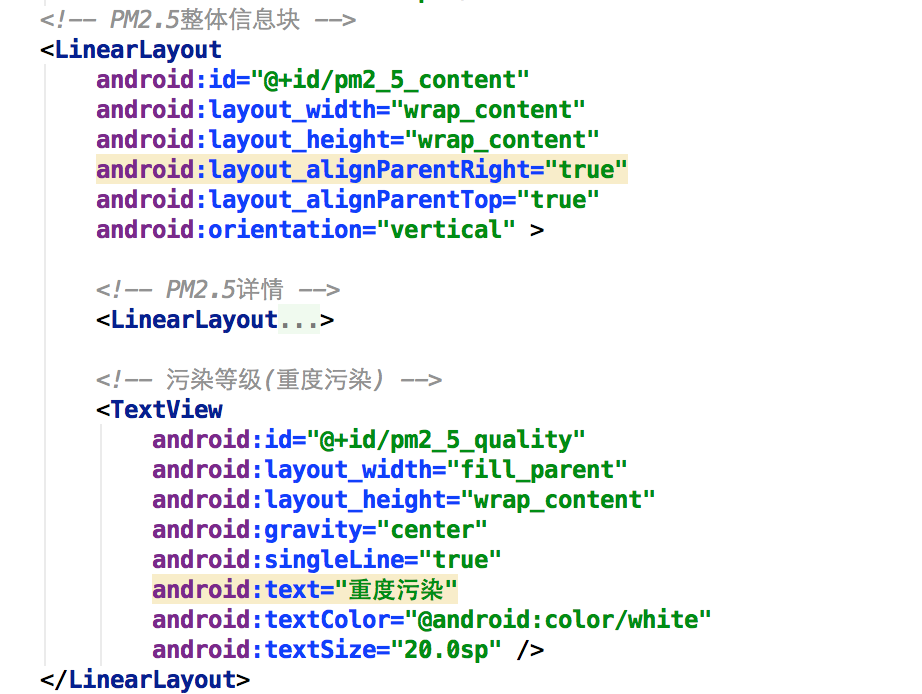 <!-- PM2.5整体信息块 -->
<LinearLayout
android:id="@+id/pm2_5_content"
android:layout_width="wrap_content"
android:layout_height="wrap_content"
android:layout_alignParentRight="true"
android:layout_alignParentTop="true"
android:orientation="vertical" >
<!-- PM2.5详情 -->
<LinearLayout...>
<!-- 污染等级(重度污染) -->
<TextView
android:id="@+id/pm2_5_quality"
android:layout_width="fill_parent"
android:layout_height="wrap_content"
android:gravity="center"
android:singleLine="true"
android:text="重度污染"
android:textColor="@android:color/white"
android:textSize="20.0sp" />
</LinearLayout>